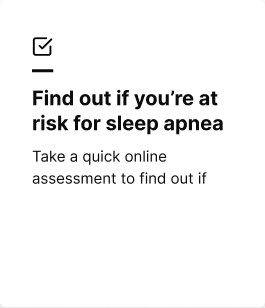 Find out if you’re at
risk for sleep apnea
Take a quick online
assessment to find out if